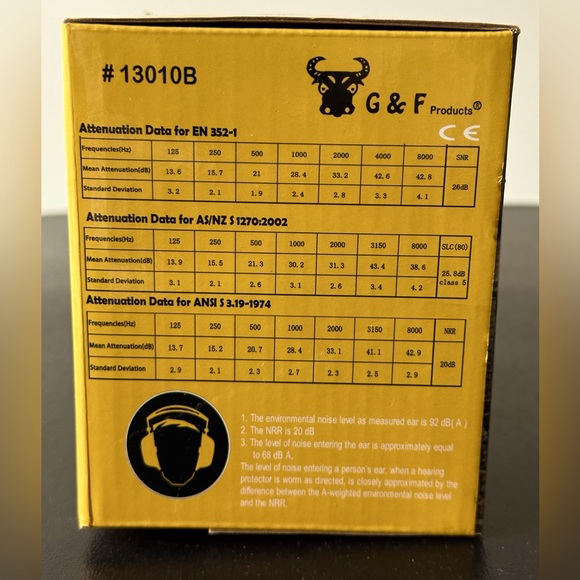 # 13010B
G & F Products®
Attenuation Data for EN 352-1
CE
Frequencies(Hz) 125 250 500 1000 2000 4000 8000 SNR
Mean Attenuation(dB) 13.6 15.7 21 28.4 33.2 42.6 42.8 26dB
Standard Deviation 3.2 2.1 1.9 2.4 2.8 3.3 4.1
Attenuation Data for AS/NZ S 1270:2002
Frequencies(Hz) 125 250 500 1000 2000 3150 8000 SLC(80)
Mean Attenuation(dB) 13.9 15.5 21.3 30.2 31.3 43.4 38.6 25.8dB
Standard Deviation 3.1 2.1 2.6 3.1 2.6 3.4 4.2 class 5
Attenuation Data for ANSI S 3.19-1974
Frequencies(Hz) 125 250 500 1000 2000 3150 8000 NRR
Mean Attenuation(dB) 13.7 15.2 20.7 28.4 33.1 41.1 42.9 20dB
Standard Deviation 2.9 2.1 2.3 2.7 2.3 2.5 2.9
1. The environmental noise level as measured ear is 92 dB( A )
2. The NRR is 20 dB
3. The level of noise entering the ear is approximately equal
to 68 dB A,
The level of noise entering a person's ear, when a hearing
protector is worm as directed, is closely approximated by the
difference between the A-weighted environmental noise level
and the NRR.